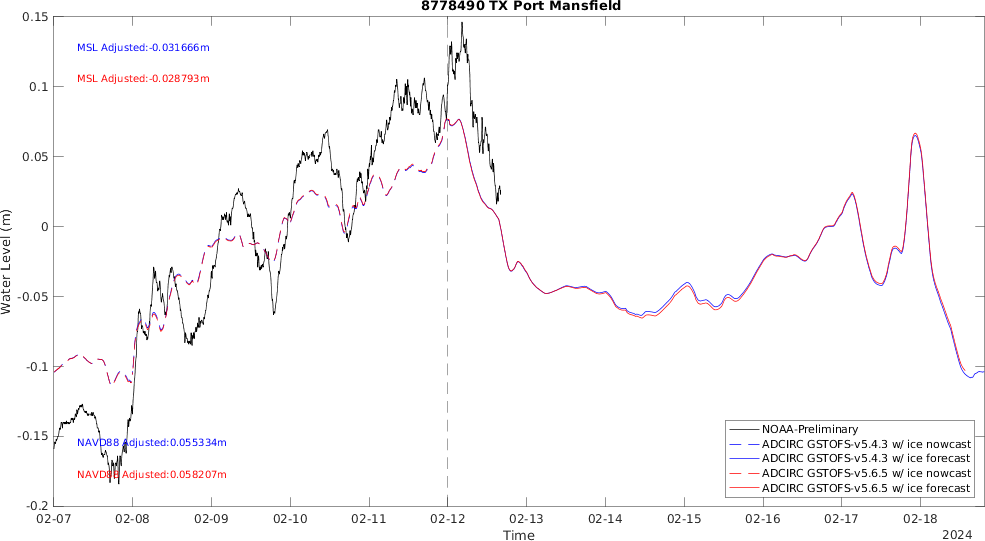 8778490 TX Port Mansfield
0.15
MSL Adjusted:-0.031666m
MSL Adjusted:-0.028793m
0.1
0.05
0
-0.05
-0.1
-0.15
-0.2
Water Level (m)
NAVD88 Adjusted:0.055334m
NAVD88 Adjusted:0.058207m
NOAA-Preliminary
ADCIRC GSTOFS-v5.4.3 w/ ice nowcast
ADCIRC GSTOFS-v5.4.3 w/ ice forecast
ADCIRC GSTOFS-v5.6.5 w/ ice nowcast
ADCIRC GSTOFS-v5.6.5 w/ ice forecast
02-07 02-08 02-09 02-10 02-11 02-12 02-13 02-14 02-15 02-16 02-17 02-18
Time
2024